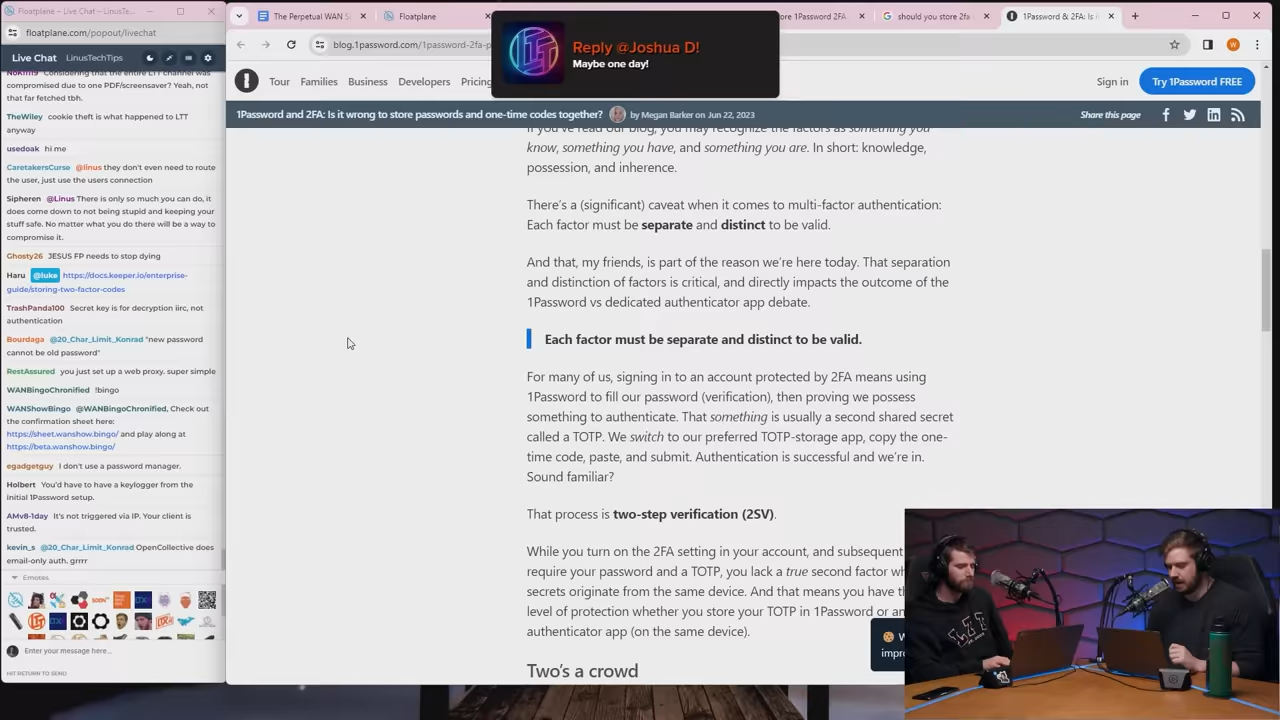 Floatplane - Live Chat - LinusTech
floatplane.com/popout/livechat
Live Chat LinusTechTips
Considering that the entire LTT channel was
compromised due to one PDF/screensaver? Yeah, not
that far fetched tbh.
TheWiley cookie theft is what happened to LTT
anyway
usedoak hi me
CaretakersCurse @linus they don't even need to route
the user, just use the users connection
Sipheren @Linus There is only so much you can do, it
does come down to not being stupid and keeping your
stuff safe. No matter what you do there will be a way to
compromise it.
Ghosty26 JESUS FP needs to stop dying
Haru @luke https://docs.keeper.io/enterprise-
guide/storing-two-factor-codes
TrashPanda100 Secret key is for decryption iirc, not
authentication
Bourdaga @20_Char_Limit_Konrad "new password
cannot be old password"
RestAssured you just set up a web proxy. super simple
WANBingoChronified !bingo
WANShowBingo @WANBingoChronified, Check out
the confirmation sheet here:
https://sheet.wanshow.bingo/ and play along at
https://beta.wanshow.bingo/
egadgetguy I don't use a password manager.
Holbert You'd have to have a keylogger from the
initial 1Password setup.
AMv8-1day It's not triggered via IP. Your client is
trusted.
kevin_s @20_Char_Limit_Konrad OpenCollective does
email-only auth. grrrr
Emotes
Enter your message here...
HIT RETURN TO SEND
The Perpetual WAN S
Floatplane
ore 1Password 2FA
should you store 2fa
1Password & 2FA: Is i
blog.1password.com/1password-2fa-p
Reply @Joshua D!
Maybe one day!
Tour Families Business Developers Pricing
Sign in Try 1Password FREE
1Password and 2FA: Is it wrong to store passwords and one-time codes together? by Megan Barker on Jun 22, 2023
Share this page
If you've read our blog, you may recognize the factors as something you
know, something you have, and something you are. In short: knowledge,
possession, and inherence.
There's a (significant) caveat when it comes to multi-factor authentication:
Each factor must be separate and distinct to be valid.
And that, my friends, is part of the reason we're here today. That separation
and distinction of factors is critical, and directly impacts the outcome of the
1Password vs dedicated authenticator app debate.
Each factor must be separate and distinct to be valid.
For many of us, signing in to an account protected by 2FA means using
1Password to fill our password (verification), then proving we possess
something to authenticate. That something is usually a second shared secret
called a TOTP. We switch to our preferred TOTP-storage app, copy the one-
time code, paste, and submit. Authentication is successful and we're in.
Sound familiar?
That process is two-step verification (2SV).
While you turn on the 2FA setting in your account, and subsequent
require your password and a TOTP, you lack a true second factor wh
secrets originate from the same device. And that means you have th
level of protection whether you store your TOTP in 1Password or an
authenticator app (on the same device).
Two's a crowd
W
impro